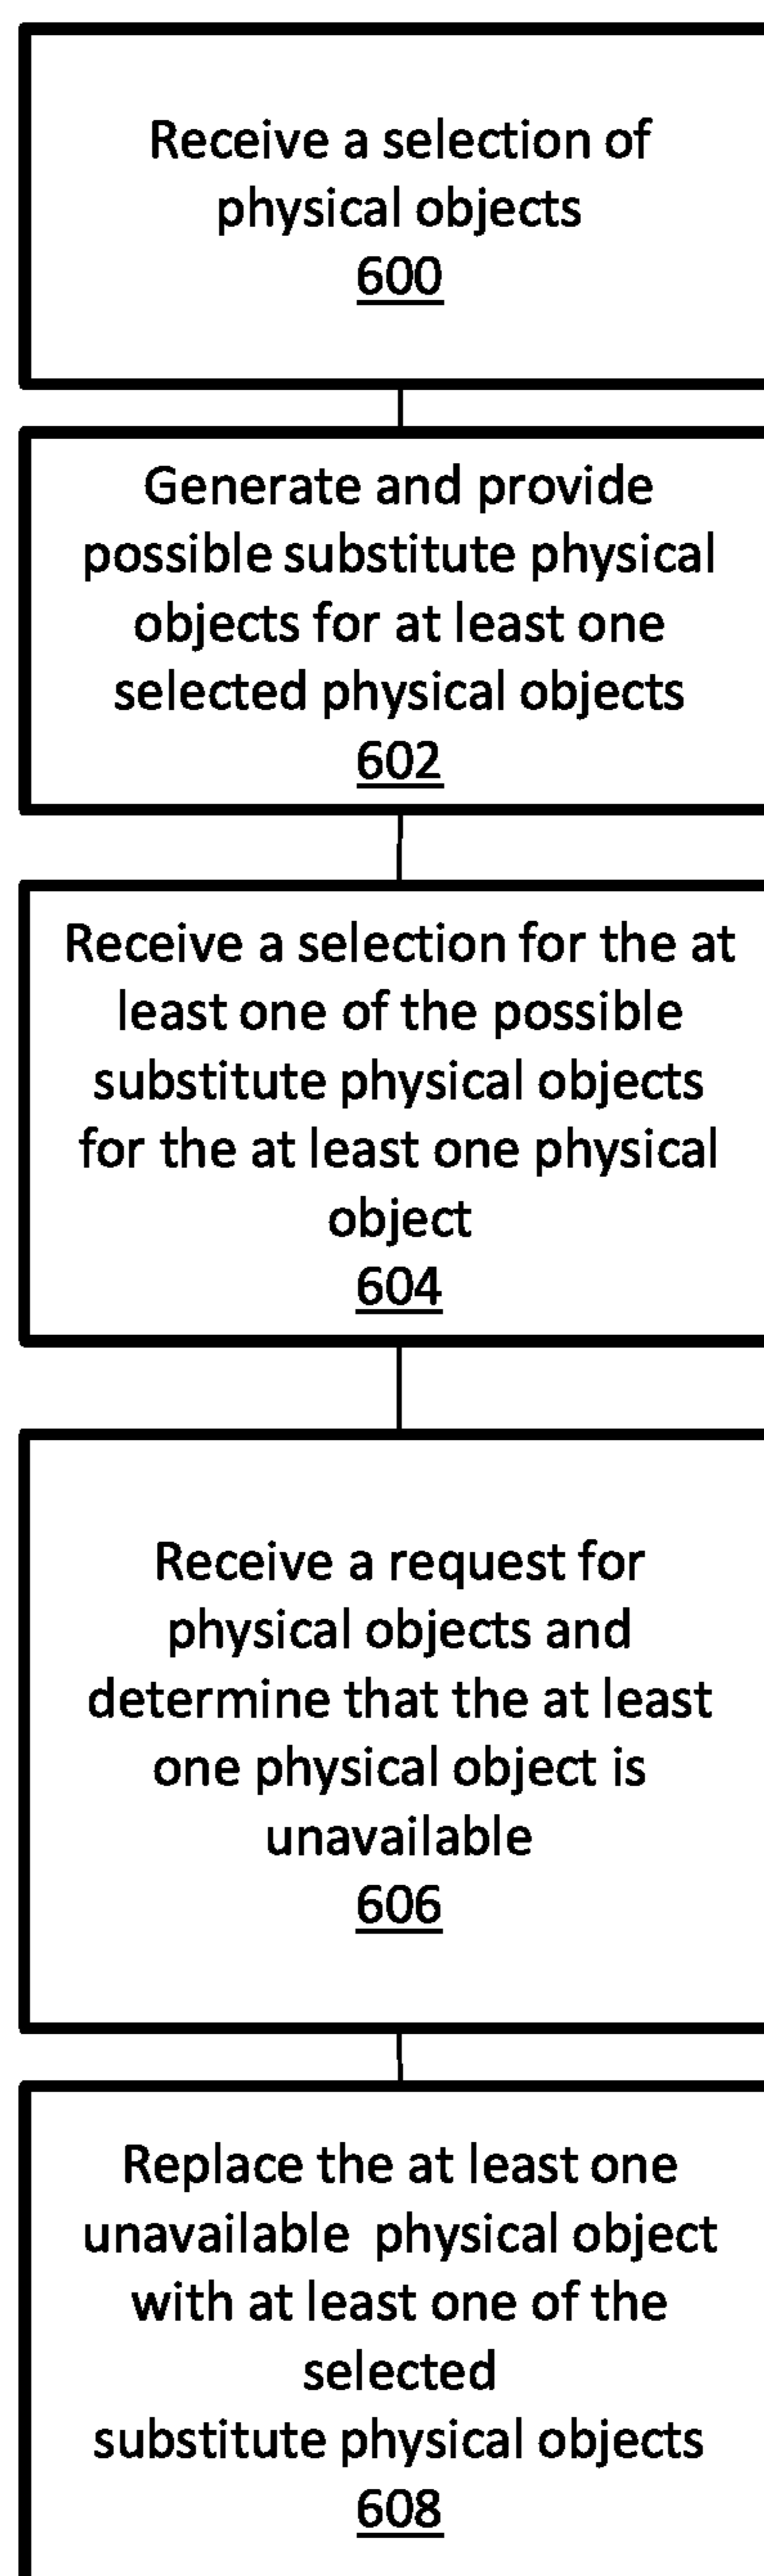 Receive a selection of
physical objects
600
Generate and provide
possible substitute physical
objects for at least one
selected physical objects
602
Receive a selection for the at
least one of the possible
substitute physical objects
for the at least one physical
object
604
Receive a request for
physical objects and
determine that the at least
one physical object is
unavailable
606
Replace the at least one
unavailable  physical object
with at least one of the
selected
substitute physical objects
608